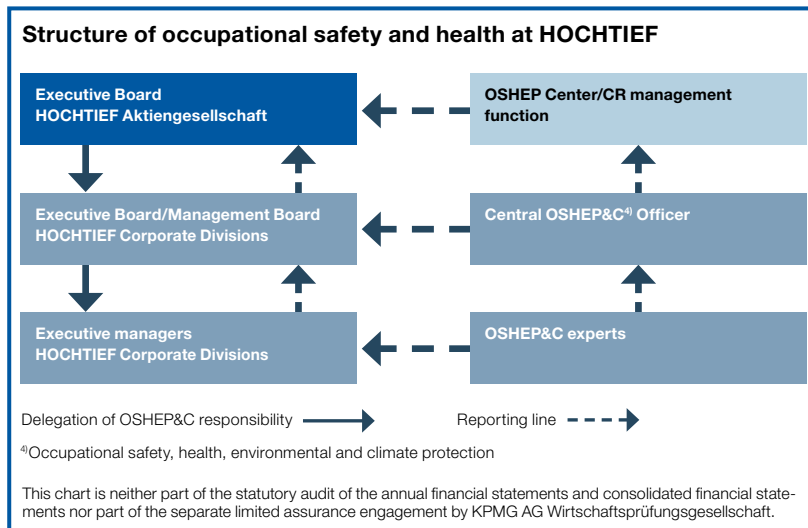 Structure of occupational safety and health at HOCHTIEF
Executive Board
HOCHTIEF Aktiengesellschaft
OSHEP Center/CR management
function
Executive Board/Management Board
HOCHTIEF Corporate Divisions
Central OSHEP&C⁴⁾ Officer
Executive managers
HOCHTIEF Corporate Divisions
OSHEP&C experts
Delegation of OSHEP&C responsibility
Reporting line
⁴⁾Occupational safety, health, environmental and climate protection
This chart is neither part of the statutory audit of the annual financial statements and consolidated financial state-
ments nor part of the separate limited assurance engagement by KPMG AG Wirtschaftsprüfungsgesellschaft.